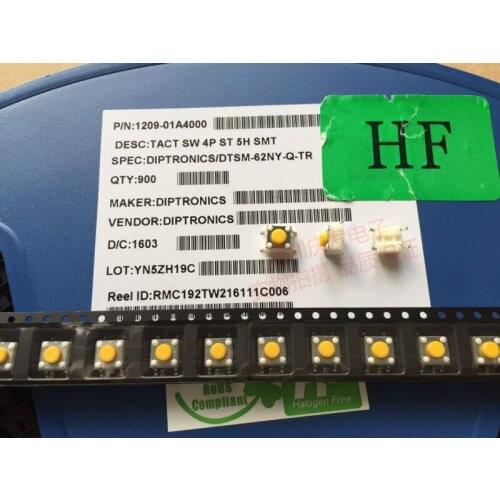 P/N:1209-01A4000
DESC:TACT SW 4P ST 5H SMT
SPEC:DIPTRONICS/DTSM-62NY-Q-TR
QTY:900
MAKER:DIPTRONICS
VENDOR:DIPTRONICS
D/C:1603
LOT:YN5ZH19C
Reel ID:RMC192TW216111C006
HF
RoHS
Compliant
HF
Halogen Free